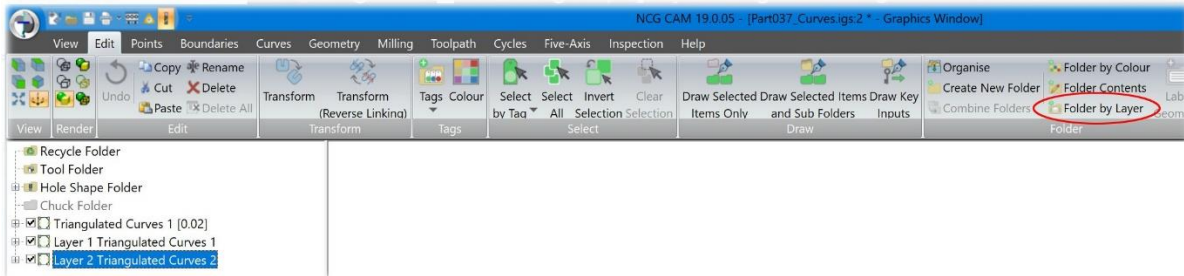 NCG CAM 19.0.05 - [Part037_Curves.igs:2 * - Graphics Window]
View Edit Points Boundaries Curves Geometry Milling Toolpath Cycles Five-Axis Inspection Help
Undo
Copy Rename
Cut Delete
Paste Delete All
Transform
Transform
(Reverse Linking)
Tags Colour
Select
by Tag
Select
All
Invert
Selection
Clear
Selection
Draw Selected
Items Only
Draw Selected Items
and Sub Folders
Draw Key
Inputs
Organise
Create New Folder
Combine Folders
Folder by Colour
Folder Contents
Folder by Layer
View Render Edit Transform Tags Select Draw Folder
Recycle Folder
Tool Folder
Hole Shape Folder
Chuck Folder
Triangulated Curves 1 [0.02]
Layer 1 Triangulated Curves 1
Layer 2 Triangulated Curves 2